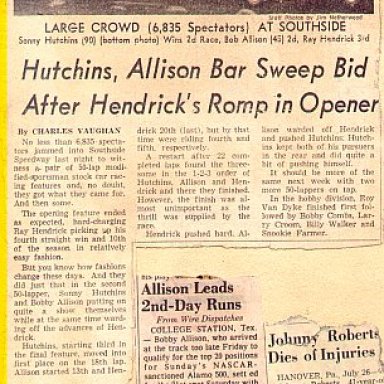 Staff Photos by Jim Netherwood
LARGE CROWD (6,835 Spectators) AT SOUTHSIDE
Sonny Hutchins (90) (bottom photo) Wins 2d Race, Bob Allison (43) 2d, Ray Hendrick 3rd
Hutchins, Allison Bar Sweep Bid
After Hendrick's Romp in Opener
By CHARLES VAUGHAN
No less than 6,835 specta-
tors jammed into Southside
Speedway last night to wit-
ness a pair of 50-lap modi-
fied-sportsman stock car rac-
ing features and, no doubt,
they got what they came for.
And then some.
The opening feature ended
as expected, hard-charging
Ray Hendrick picking up his
fourth straight win and 10th
of the season in relatively
easy fashion.
But you know how fashions
change these days. And they
did just that in the second
50-lapper, Sonny Hutchins
and Bobby Allison putting on
quite a show themselves
while at the same time ward-
ing off the advances of Hen-
drick.
Hutchins, starting third in
the final feature, moved into
first place on the 18th lap.
Allison started 13th and Hen-
drick 20th (last), but by that
time were riding fourth and
fifth, respectively.
A restart after 22 com-
pleted laps found the three-
some in the 1-2-3 order of
Hutchins, Allison and Hen-
drick and there they finished.
However, the finish was al-
most unimportant as the
thrill was supplied by the
race.
Hendrick pushed hard. Al-
lison warded off Hendrick
and pushed Hutchins; Hutch-
ins kept both of his pursuers
in the rear and did quite a
bit of pushing himself.
It should be more of the
same next week with two
more 50-lappers on tap.
In the hobby division, Roy
Van Dyke finished first fol-
lowed by Bobby Combs, Larry
Croom, Billy Walker and
Snookie Farmer.
Allison Leads
2nd-Day Runs
From Wire Dispatches
COLLEGE STATION, Tex.
— Bobby Allison, who arrived
at the track too late Friday to
qualify for the top 20 positions
for Sunday's NASCAR-
sanctioned Alamo 500, set
Johnny Roberts
Dies of Injuries
HANOVER, Pa., July 26—